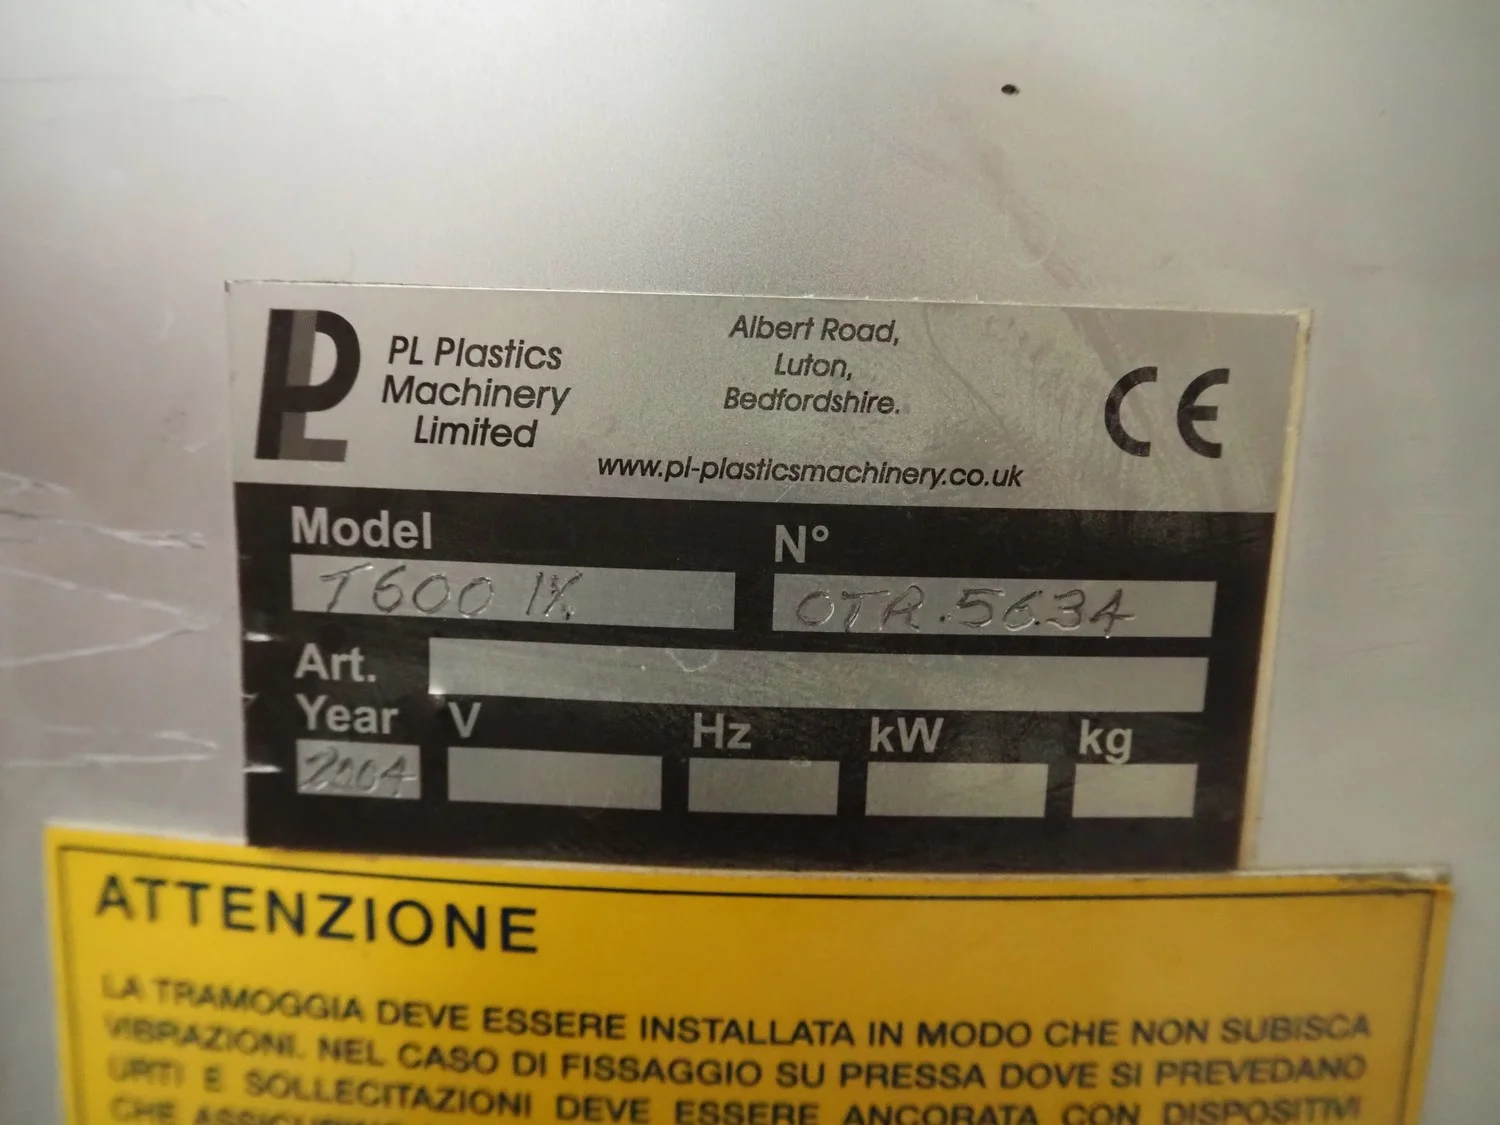 PL
PL Plastics
Machinery
Limited
Albert Road,
Luton,
Bedfordshire.
www.pl-plasticsmachinery.co.uk
CE
Model
N°
T600 IX
OTR.5634
Art.
Year
V
Hz
kW
kg
2004
ATTENZIONE
LA TRAMOGGIA DEVE ESSERE INSTALLATA IN MODO CHE NON SUBISCA
VIBRAZIONI. NEL CASO DI FISSAGGIO SU PRESSA DOVE SI PREVEDANO
URTI E SOLLECITAZIONI DEVE ESSERE ANCORATA CON DISPOSITIVI
CHE